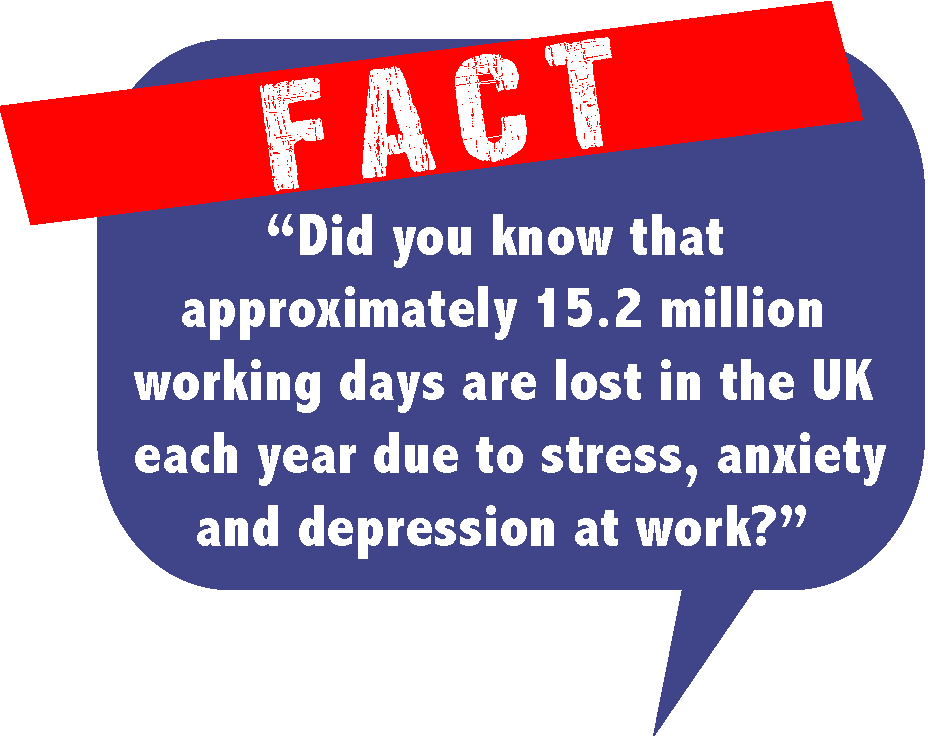 FACT
“Did you know that
approximately 15.2 million
working days are lost in the UK
each year due to stress, anxiety
and depression at work?”